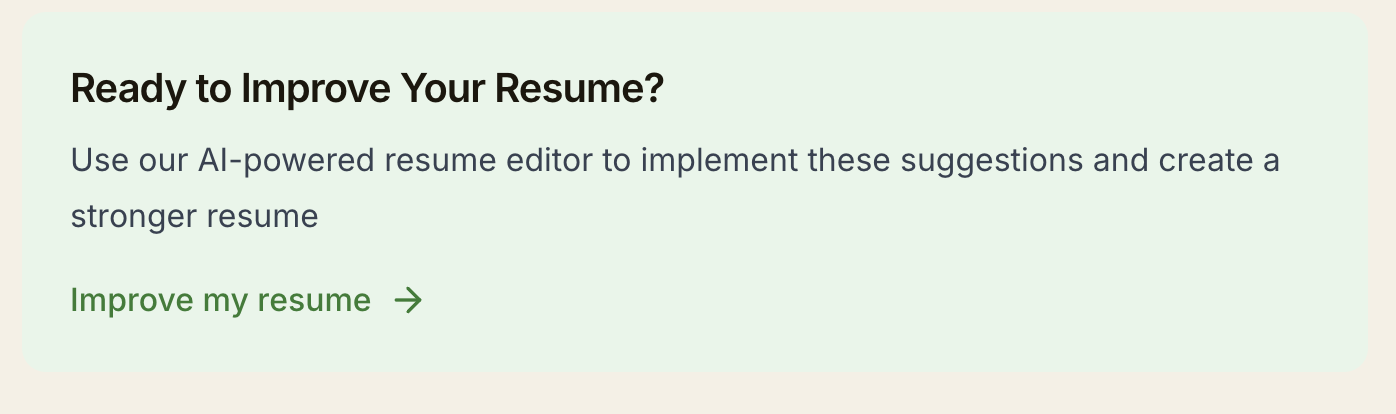 Ready to Improve Your Resume?
Use our AI-powered resume editor to implement these suggestions and create a
stronger resume
Improve my resume →